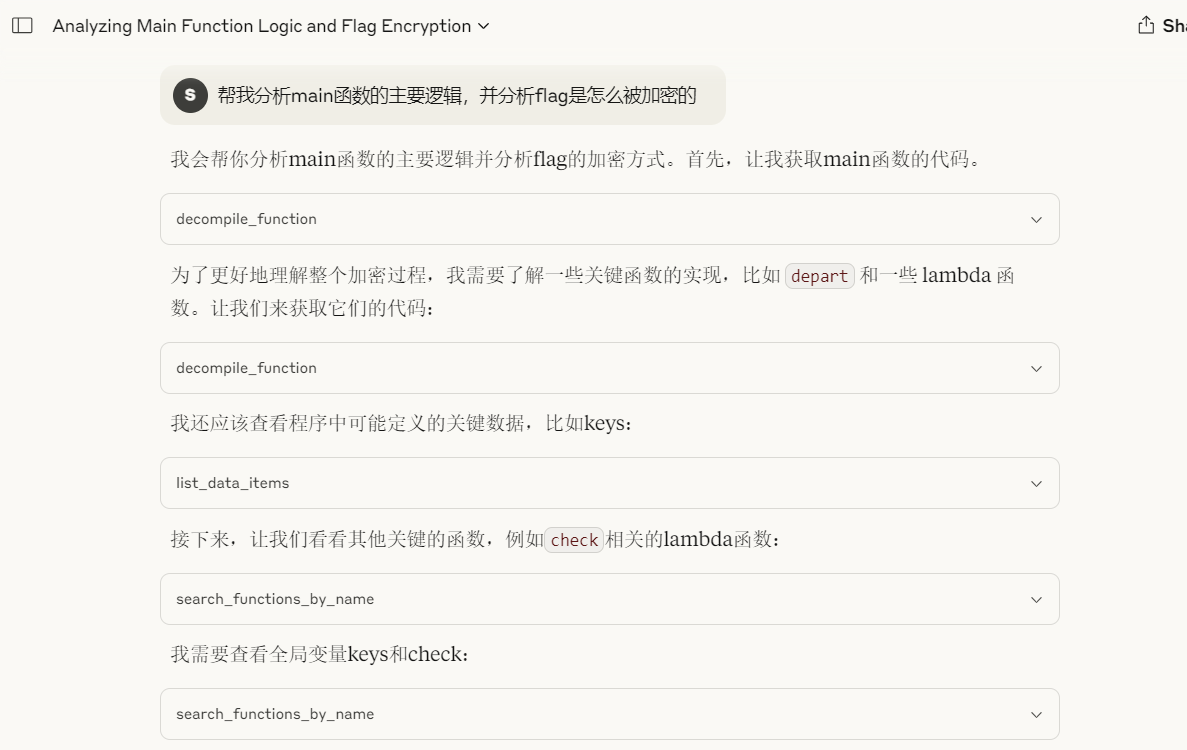 Analyzing Main Function Logic and Flag Encryption
Sha
S
帮我分析main函数的主要逻辑，并分析flag是怎么被加密的
我会帮你分析main函数的主要逻辑并分析flag的加密方式。首先，让我获取main函数的代码。
decompile_function
为了更好地理解整个加密过程，我需要了解一些关键函数的实现，比如 depart 和一些 lambda 函
数。让我们来获取它们的代码：
decompile_function
我还应该查看程序中可能定义的关键数据，比如keys：
list_data_items
接下来，让我们看看其他关键的函数，例如check相关的lambda函数：
search_functions_by_name
我需要查看全局变量keys和check：
search_functions_by_name